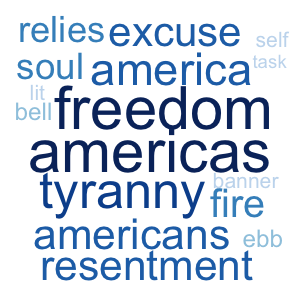 relies excuse self
soul america task
lit
bell freedom
americas
tyranny banner
fire
americans ebb
resentment